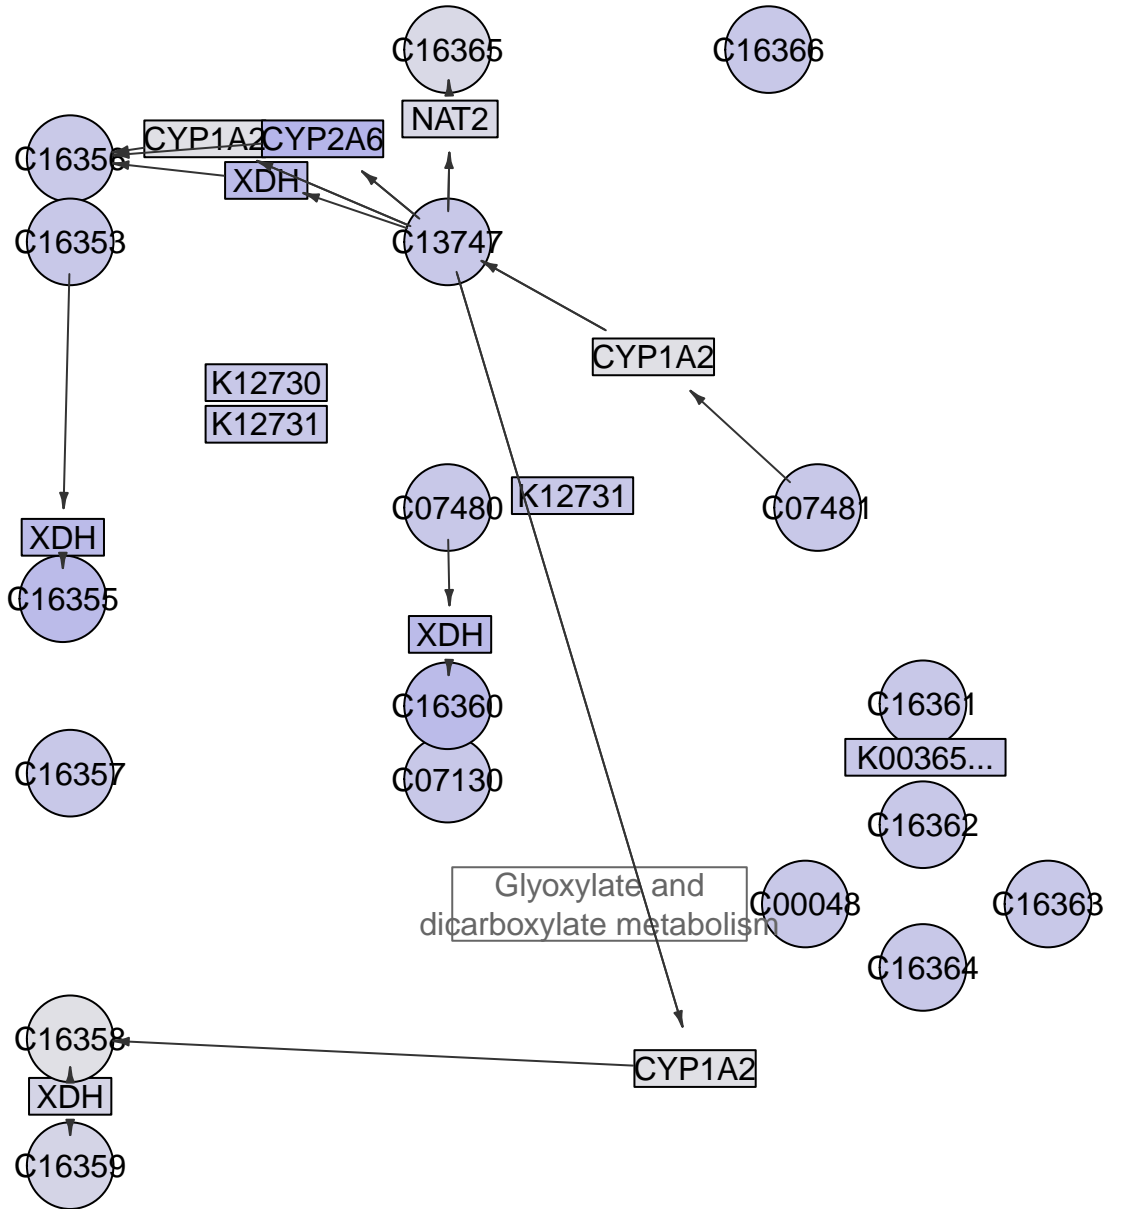 C16365
C16366
NAT2
CYP1A2
CYP2A6
C16356
XDH
C16353
C13747
CYP1A2
K12730
K12731
K12731
C07480
C07481
XDH
C16355
XDH
C16360
C16361
K00365...
C16357
C07130
C16362
Glyoxylate and
dicarboxylate metabolism
C00048
C16363
C16364
C16358
CYP1A2
XDH
C16359